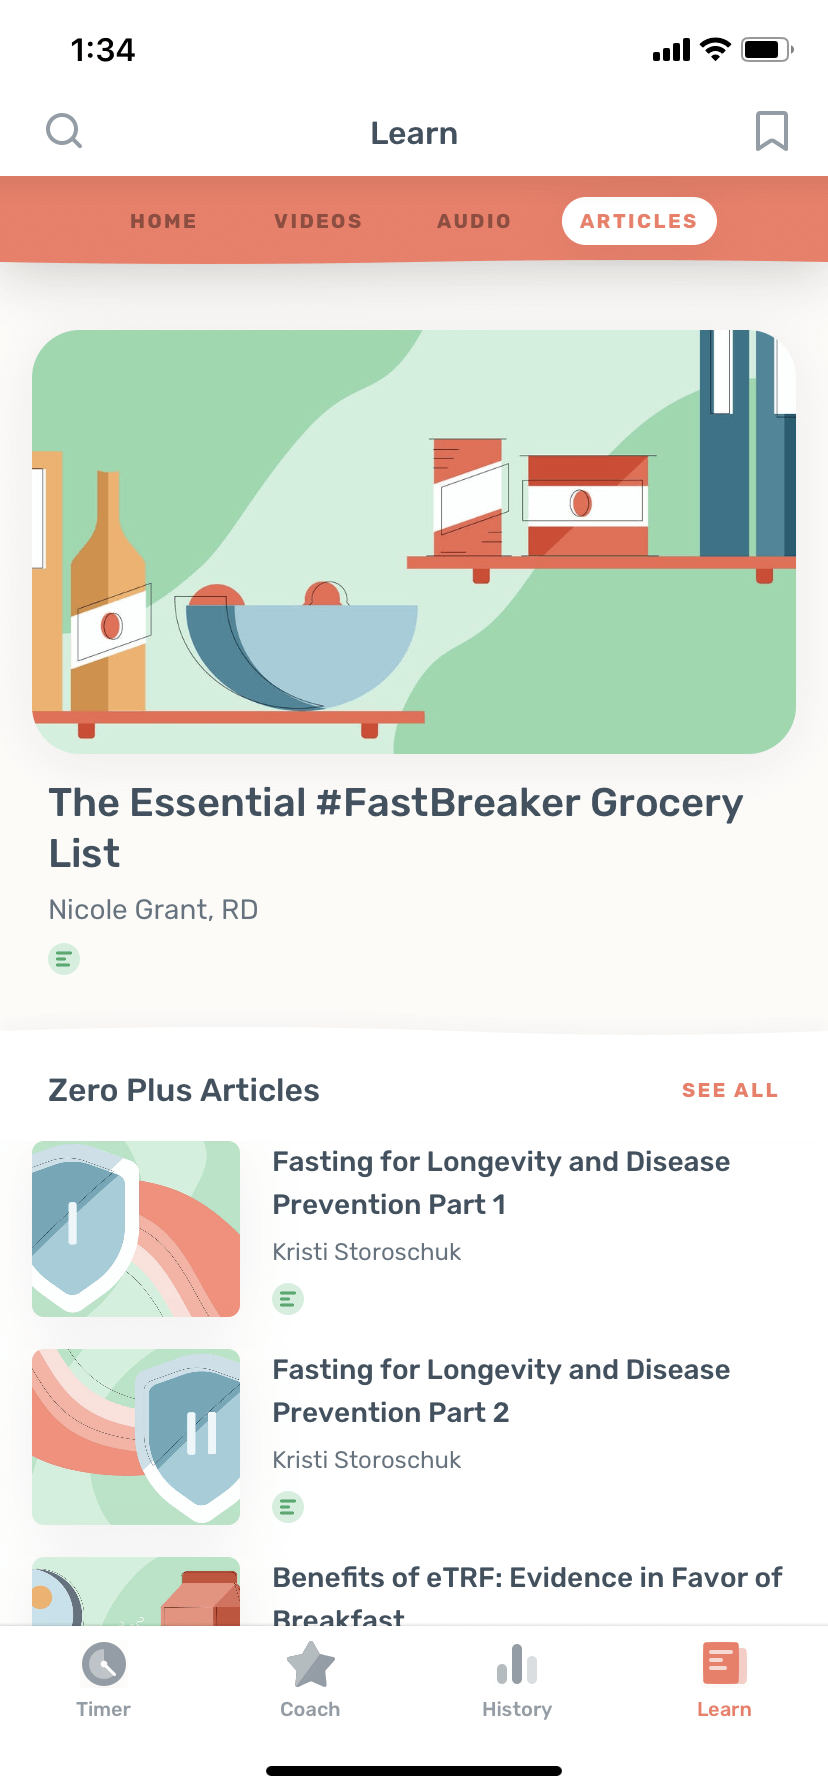 1:34
Learn
HOME VIDEOS AUDIO ARTICLES
The Essential #FastBreaker Grocery
List
Nicole Grant, RD
Zero Plus Articles SEE ALL
Fasting for Longevity and Disease
Prevention Part 1
Kristi Storoschuk
Fasting for Longevity and Disease
Prevention Part 2
Kristi Storoschuk
Benefits of eTRF: Evidence in Favor of
Breakfast
Timer Coach History Learn